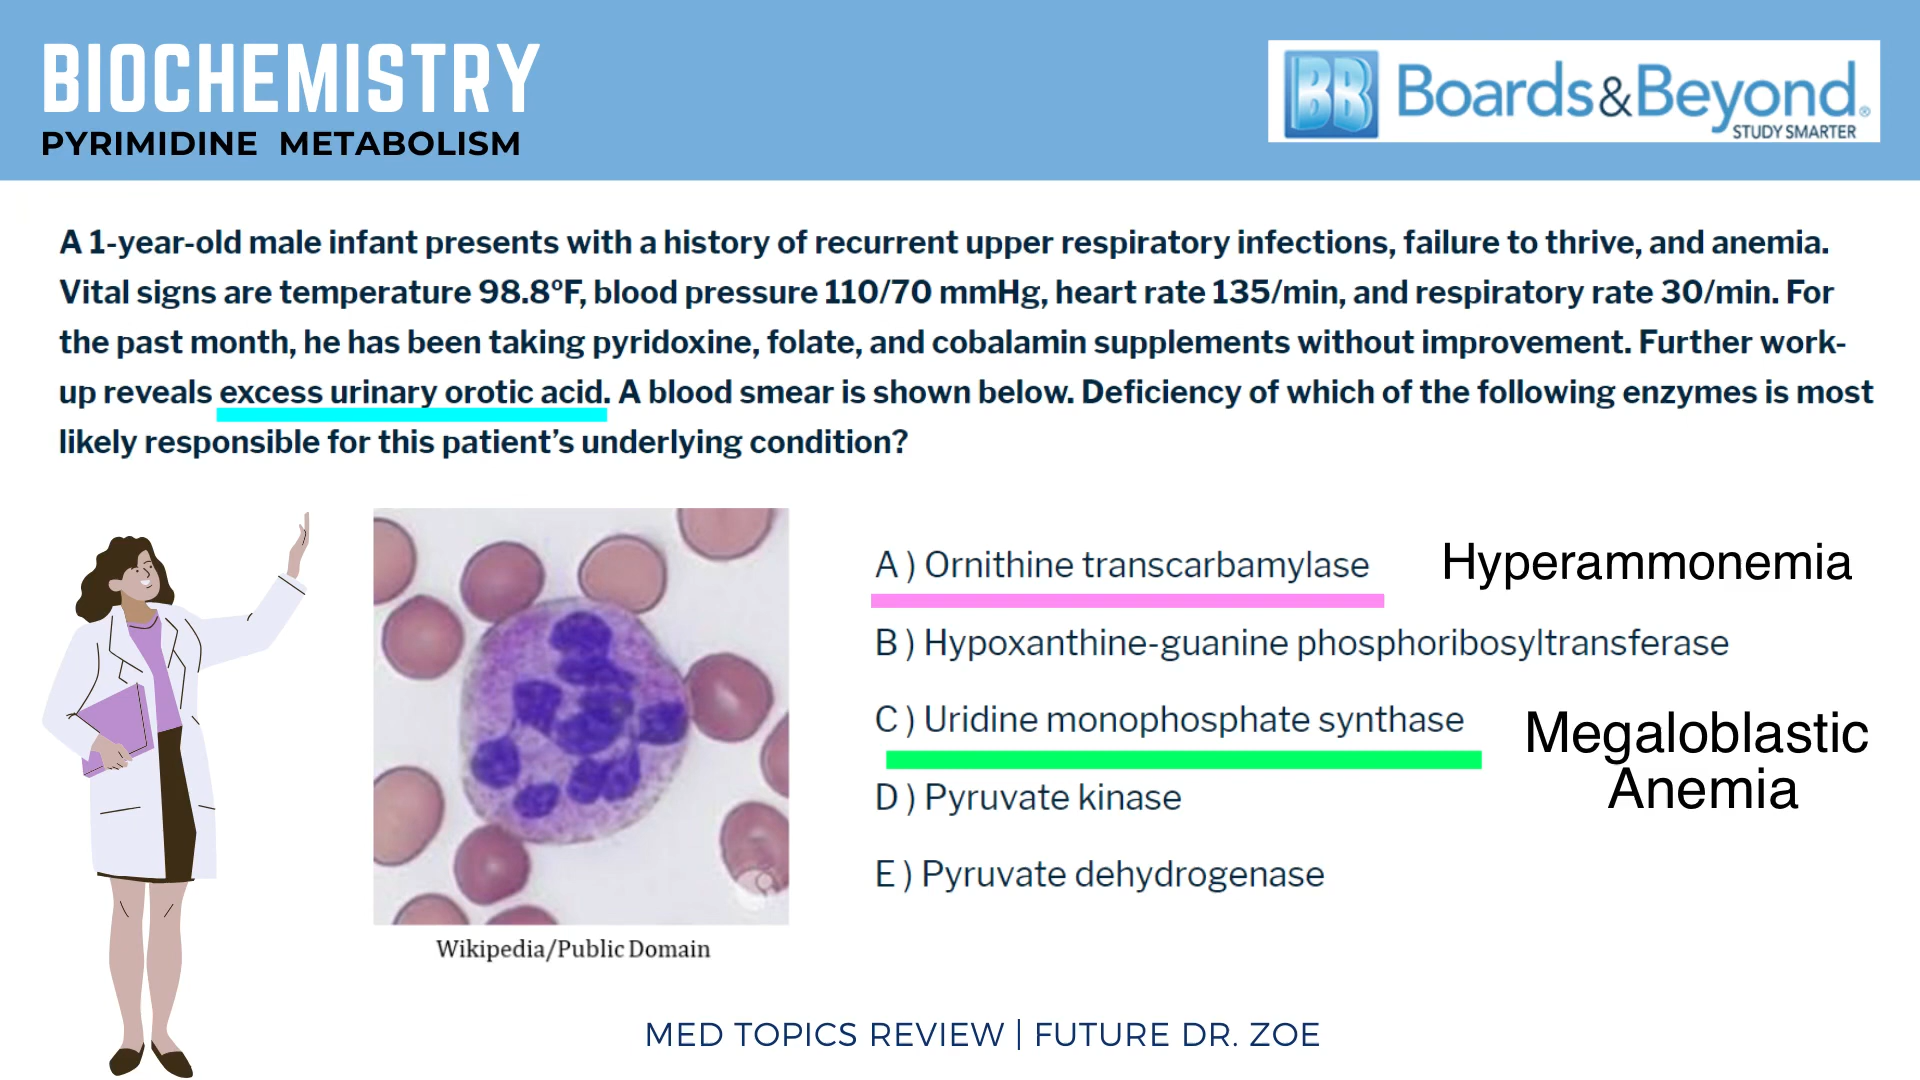 BIOCHEMISTRY
PYRIMIDINE METABOLISM
BB Boards&Beyond®
STUDY SMARTER
A 1-year-old male infant presents with a history of recurrent upper respiratory infections, failure to thrive, and anemia.
Vital signs are temperature 98.8ºF, blood pressure 110/70 mmHg, heart rate 135/min, and respiratory rate 30/min. For
the past month, he has been taking pyridoxine, folate, and cobalamin supplements without improvement. Further work-
up reveals excess urinary orotic acid. A blood smear is shown below. Deficiency of which of the following enzymes is most
likely responsible for this patient’s underlying condition?
A ) Ornithine transcarbamylase
Hyperammonemia
B ) Hypoxanthine-guanine phosphoribosyltransferase
C ) Uridine monophosphate synthase
Megaloblastic
Anemia
D ) Pyruvate kinase
E ) Pyruvate dehydrogenase
Wikipedia/Public Domain
MED TOPICS REVIEW | FUTURE DR. ZOE